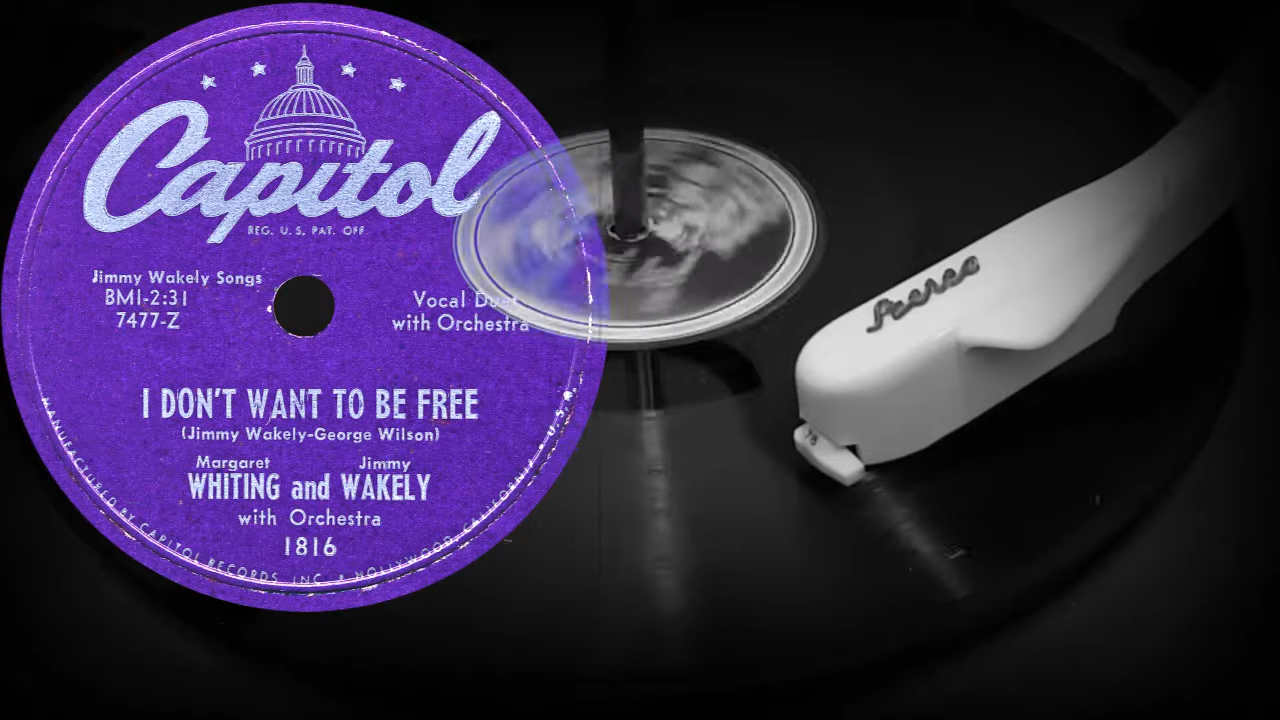 Capitol
REG. U.S. PAT. OFF.
Jimmy Wakely Songs
BMI-2:31
7477-Z
Vocal Duet
with Orchestra
I DON'T WANT TO BE FREE
(Jimmy Wakely-George Wilson)
Margaret Jimmy
WHITING and WAKELY
with Orchestra
1816
MANUFACTURED BY CAPITOL RECORDS, INC. • HOLLYWOOD, CALIFORNIA, U.S.A.
Stereo
78